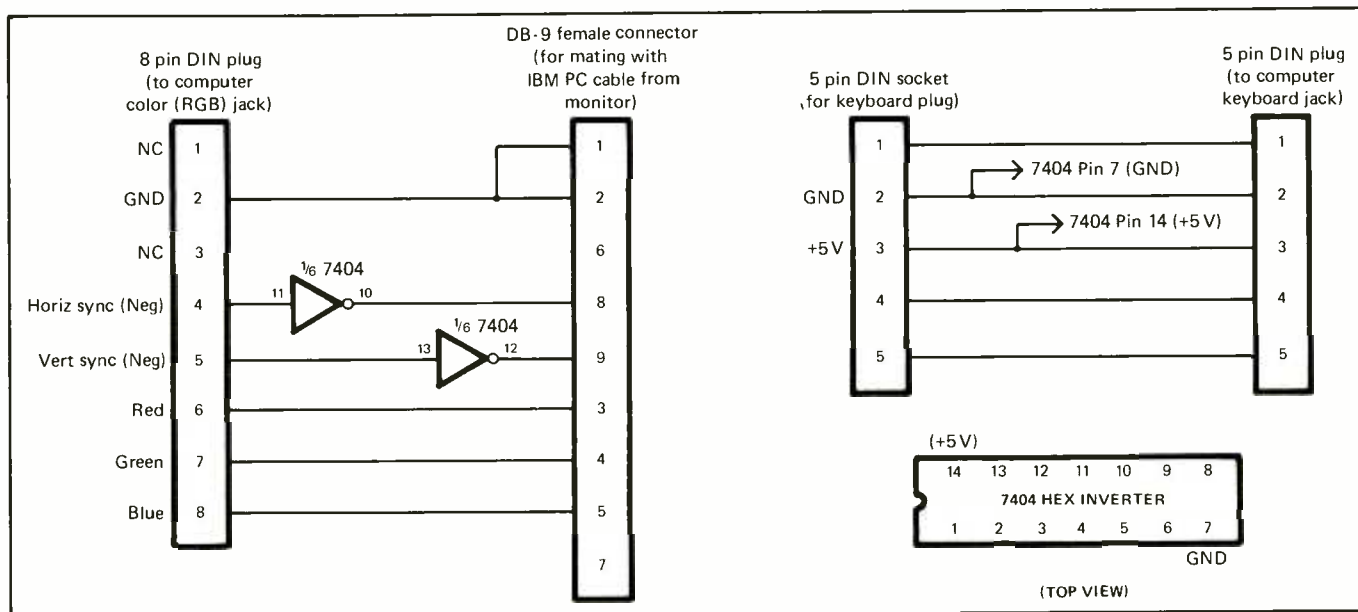 8 pin DIN plug
(to computer
color (RGB) jack)
NC 1
GND 2
NC 3
Horiz sync (Neg) 4
Vert sync (Neg) 5
Red 6
Green 7
Blue 8
11 1/6 7404 10
13 1/6 7404 12
DB-9 female connector
(for mating with
IBM PC cable from
monitor)
1
2
6
8
9
3
4
5
7
5 pin DIN socket
(for keyboard plug)
1
GND 2
+5V 3
4
5
7404 Pin 7 (GND)
7404 Pin 14 (+5 V)
5 pin DIN plug
(to computer
keyboard jack)
1
2
3
4
5
(+5 V)
14 13 12 11 10 9 8
7404 HEX INVERTER
1 2 3 4 5 6 7
GND
(TOP VIEW)